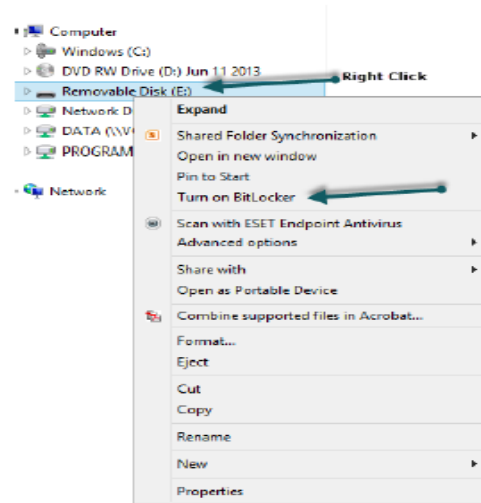 Computer
Windows (C:)
DVD RW Drive (D:) Jun 11 2013
Right Click
Removable Disk (E:)
Network D
DATA (\\V
PROGRAM
Network
Expand
Shared Folder Synchronization
Open in new window
Pin to Start
Turn on BitLocker
Scan with ESET Endpoint Antivirus
Advanced options
Share with
Open as Portable Device
Combine supported files in Acrobat...
Format...
Eject
Cut
Copy
Rename
New
Properties